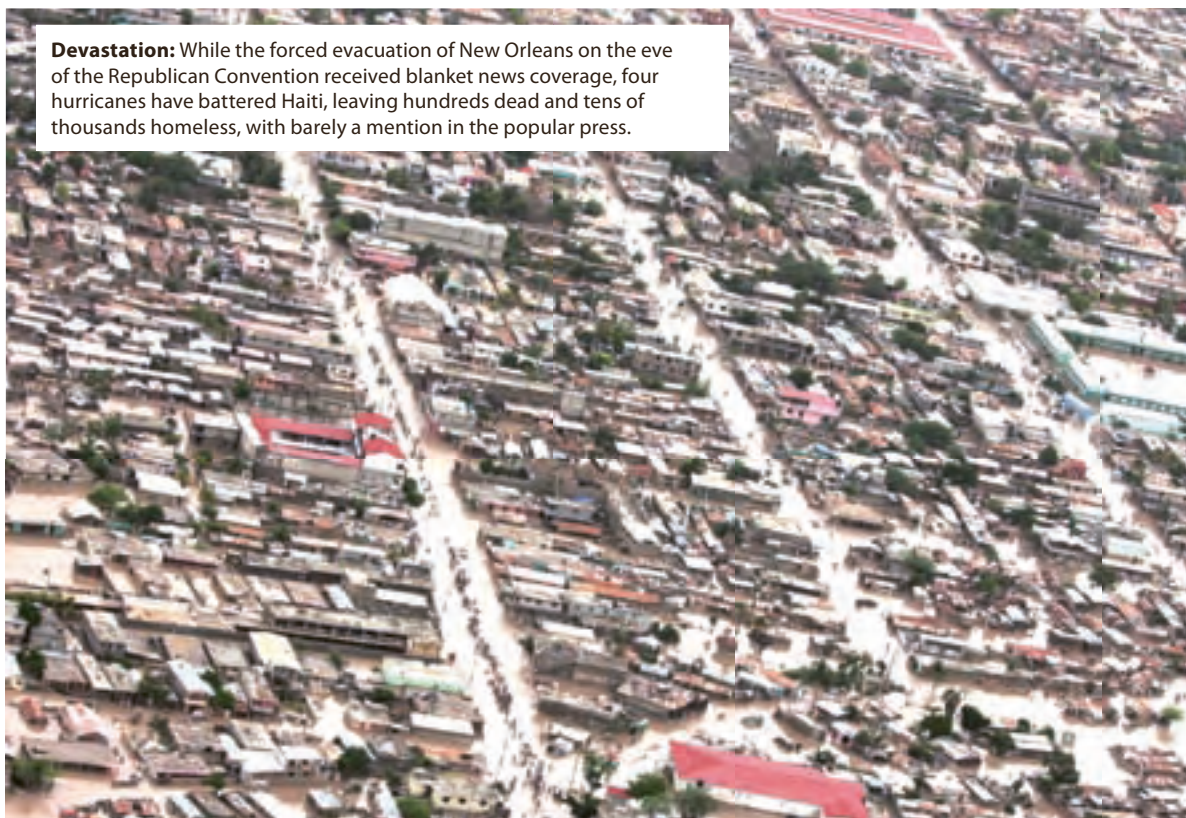 Devastation: While the forced evacuation of New Orleans on the eve
of the Republican Convention received blanket news coverage, four
hurricanes have battered Haiti, leaving hundreds dead and tens of
thousands homeless, with barely a mention in the popular press.